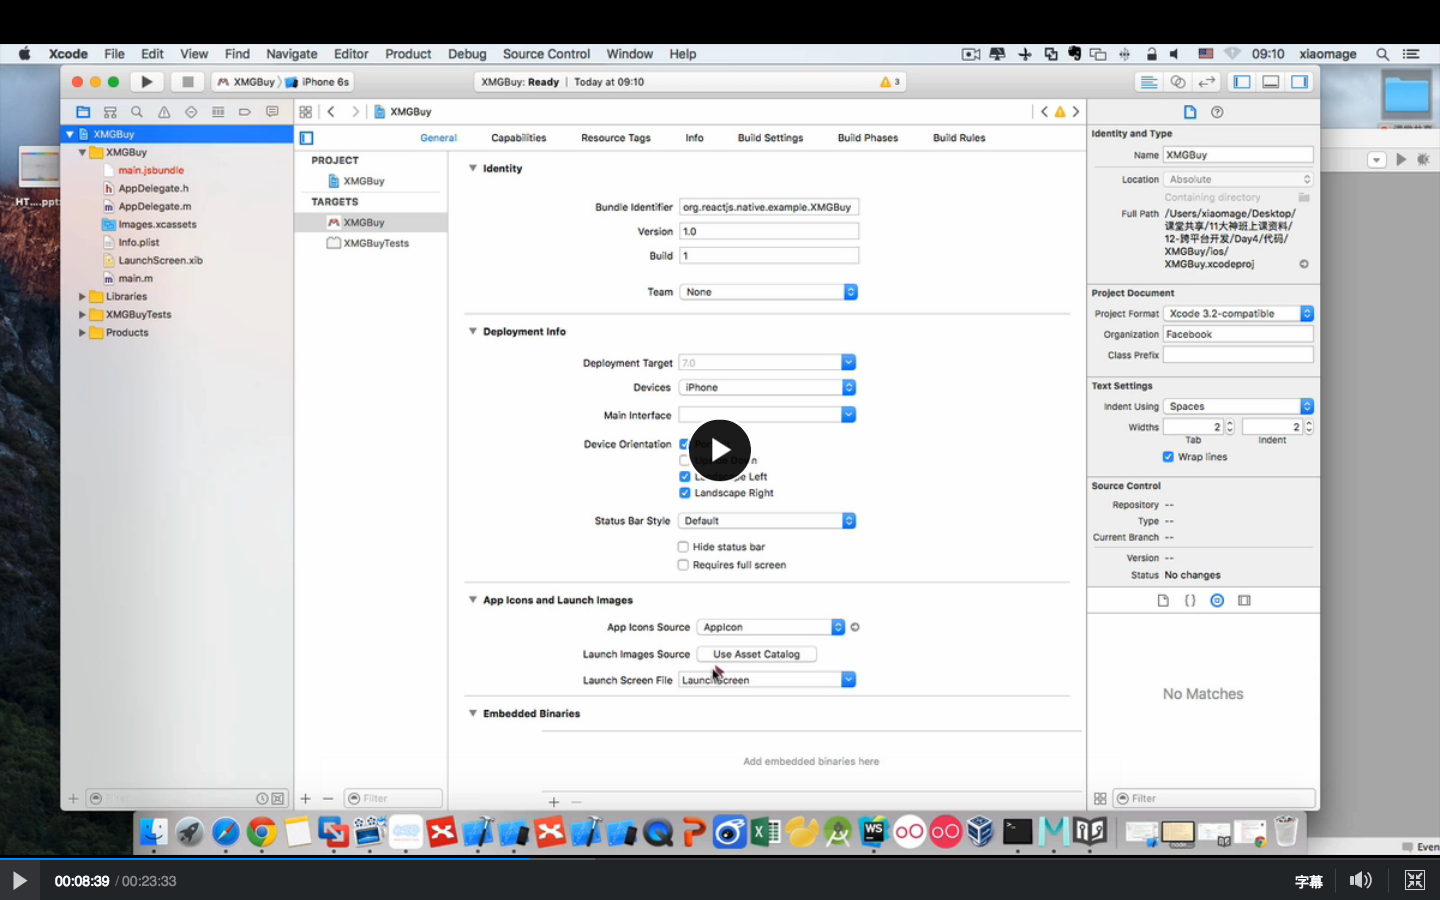 Xcode File Edit View Find Navigate Editor Product Debug Source Control Window Help 09:10 xiaomage
XMGBuy iPhone 6s XMGBuy: Ready | Today at 09:10 3
XMGBuy
XMGBuy
XMGBuy
main.jsbundle
AppDelegate.h
AppDelegate.m
Images.xcassets
Info.plist
LaunchScreen.xib
main.m
Libraries
XMGBuyTests
Products
HT....ppt
Filter
General Capabilities Resource Tags Info Build Settings Build Phases Build Rules
PROJECT
XMGBuy
TARGETS
XMGBuy
XMGBuyTests
Filter
Identity
Bundle Identifier org.reactjs.native.example.XMGBuy
Version 1.0
Build 1
Team None
Deployment Info
Deployment Target 7.0
Devices iPhone
Main Interface
Device Orientation
Landscape Left
Landscape Right
Status Bar Style Default
Hide status bar
Requires full screen
App Icons and Launch Images
App Icons Source AppIcon
Launch Images Source Use Asset Catalog
Launch Screen File LaunchScreen
Embedded Binaries
Add embedded binaries here
Identity and Type
Name XMGBuy
Location Absolute
Containing directory
Full Path /Users/xiaomage/Desktop/
课堂共享/11大神班上课资料/
12-跨平台开发/Day4/代码/
XMGBuy/ios/
XMGBuy.xcodeproj
Project Document
Project Format Xcode 3.2-compatible
Organization Facebook
Class Prefix
Text Settings
Indent Using Spaces
Widths 2 2
Tab Indent
Wrap lines
Source Control
Repository --
Type --
Current Branch --
Version --
Status No changes
{}
No Matches
Filter
WS
Even
00:08:39 / 00:23:33 字幕